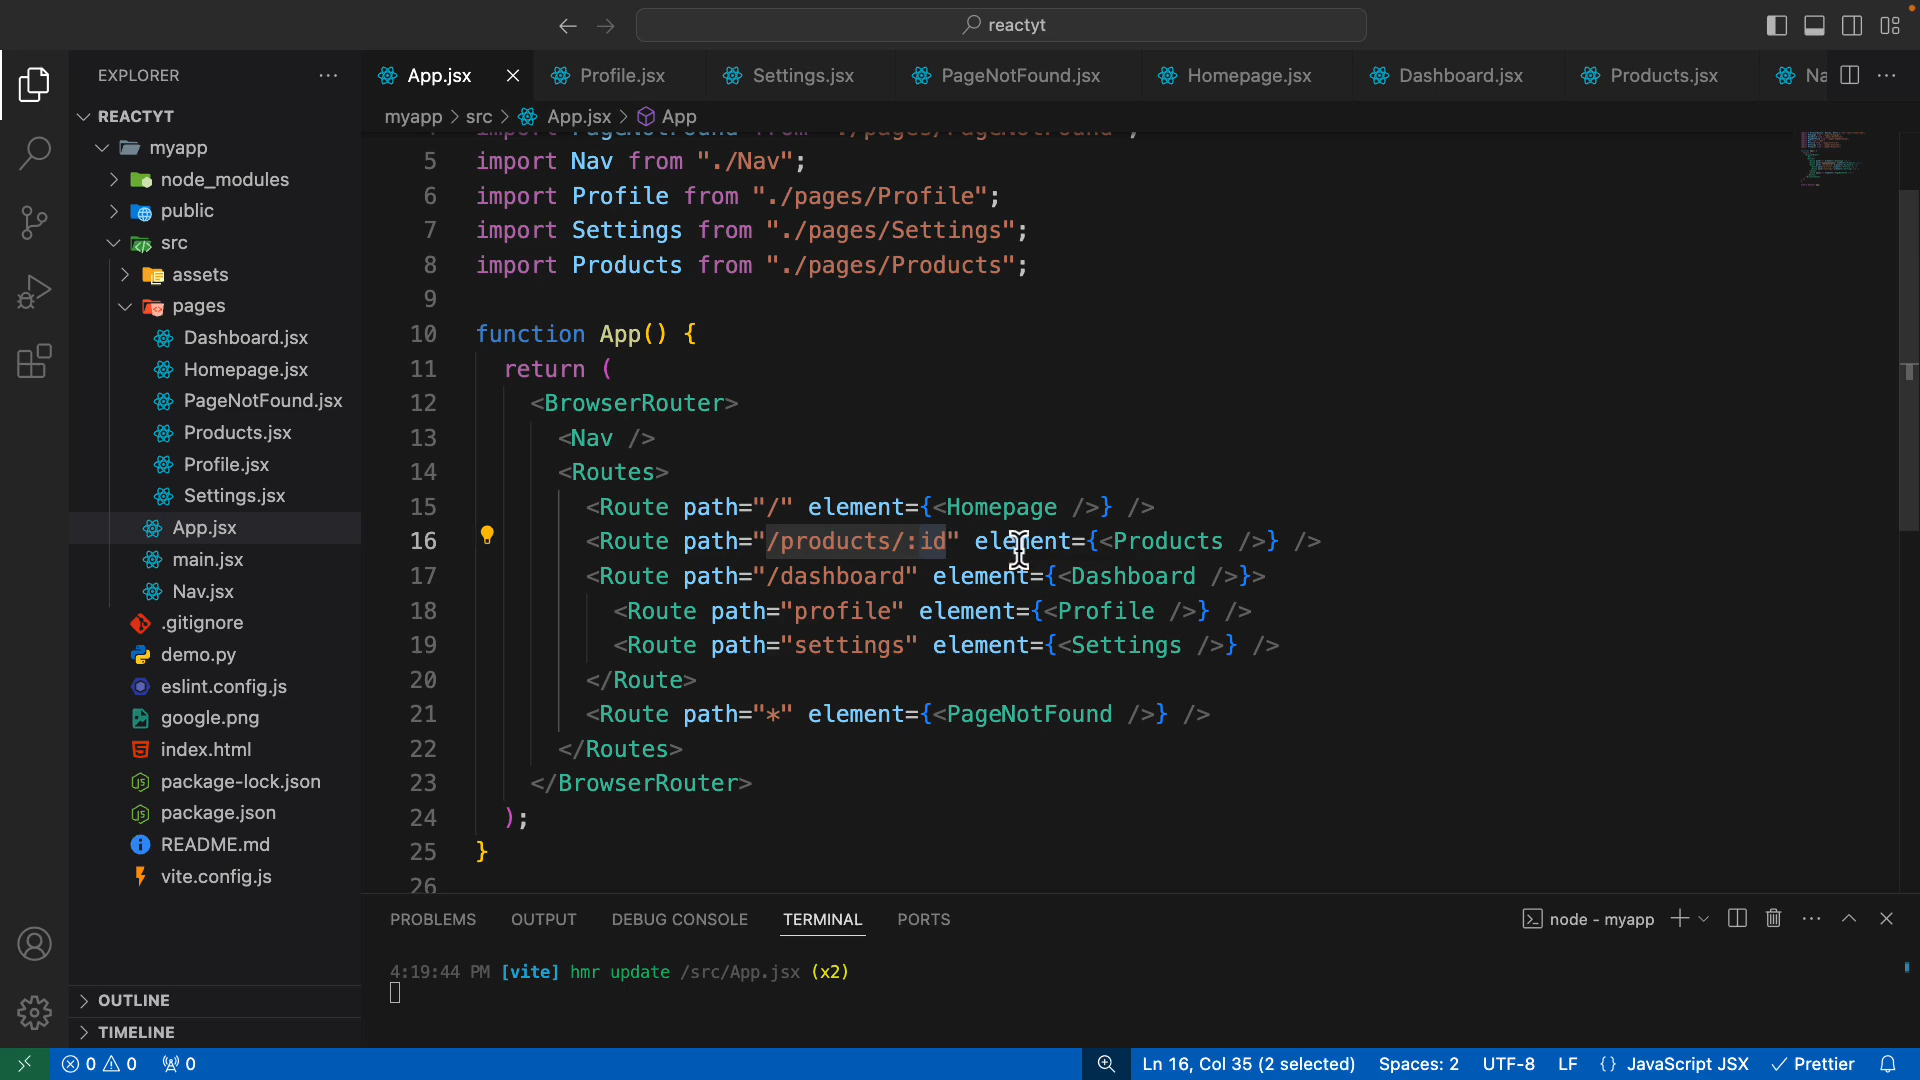 reactyt
EXPLORER
REACTYT
myapp
node_modules
public
src
assets
pages
Dashboard.jsx
Homepage.jsx
PageNotFound.jsx
Products.jsx
Profile.jsx
Settings.jsx
App.jsx
main.jsx
Nav.jsx
.gitignore
demo.py
eslint.config.js
google.png
index.html
package-lock.json
package.json
README.md
vite.config.js
OUTLINE
TIMELINE
App.jsx Profile.jsx Settings.jsx PageNotFound.jsx Homepage.jsx Dashboard.jsx Products.jsx Na
myapp > src > App.jsx > App
import PageNotFound from "./pages/PageNotFound";
5 import Nav from "./Nav";
6 import Profile from "./pages/Profile";
7 import Settings from "./pages/Settings";
8 import Products from "./pages/Products";
9
10 function App() {
11 return (
12 <BrowserRouter>
13 <Nav />
14 <Routes>
15 <Route path="/" element={<Homepage />} />
16 <Route path="/products/:id" element={<Products />} />
17 <Route path="/dashboard" element={<Dashboard />}>
18 <Route path="profile" element={<Profile />} />
19 <Route path="settings" element={<Settings />} />
20 </Route>
21 <Route path="*" element={<PageNotFound />} />
22 </Routes>
23 </BrowserRouter>
24 );
25 }
26
PROBLEMS OUTPUT DEBUG CONSOLE TERMINAL PORTS
node - myapp
4:19:44 PM [vite] hmr update /src/App.jsx (x2)
0 0 0
Ln 16, Col 35 (2 selected) Spaces: 2 UTF-8 LF {} JavaScript JSX Prettier